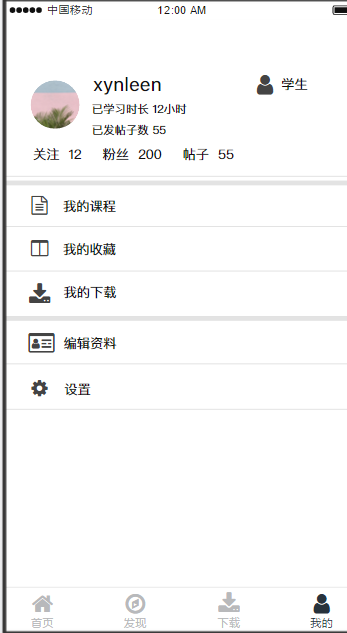 中国移动 12:00 AM
xynleen
学生
已学习时长 12小时
已发帖子数 55
关注 12 粉丝 200 帖子 55
我的课程
我的收藏
我的下载
编辑资料
设置
首页 发现 下载 我的